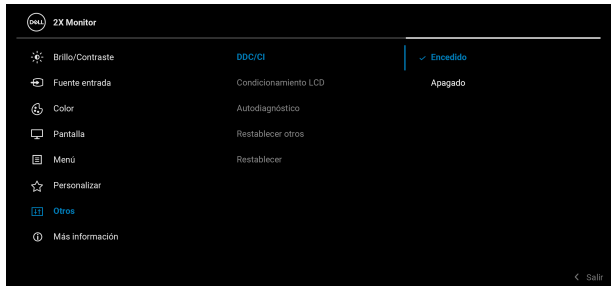 DELL 2X Monitor
Brillo/Contraste DDC/CI ✓ Encedido
Fuente entrada Condicionamiento LCD Apagado
Color Autodiagnóstico
Pantalla Restablecer otros
Menú Restablecer
Personalizar
Otros
Más información
Salir